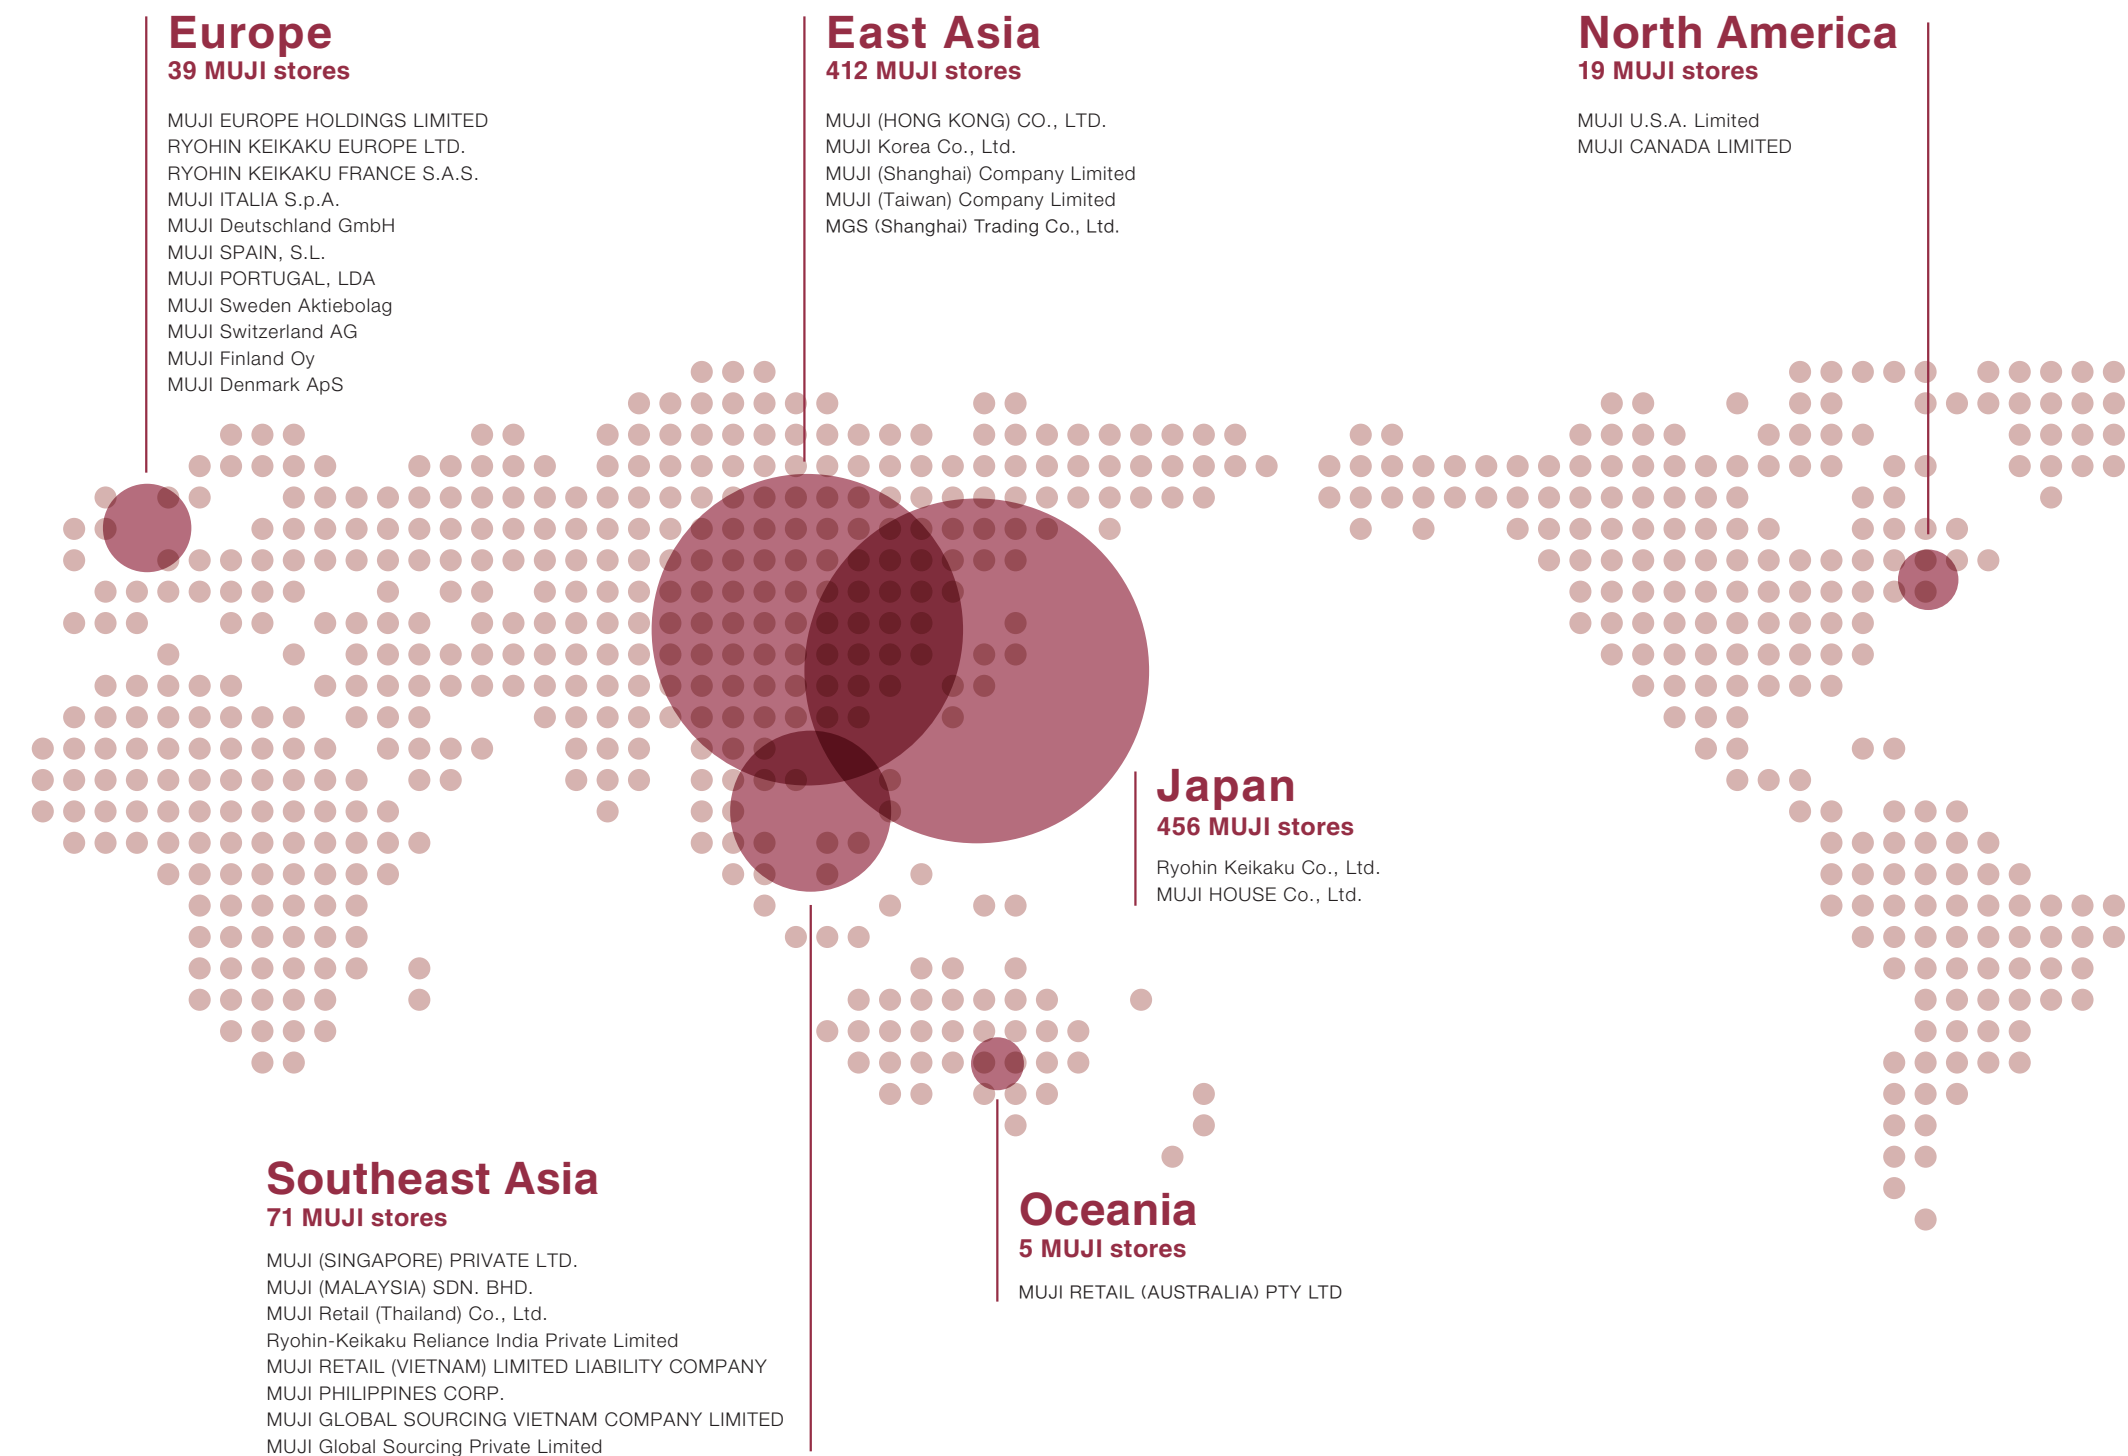 Europe
39 MUJI stores
MUJI EUROPE HOLDINGS LIMITED
RYOHIN KEIKAKU EUROPE LTD.
RYOHIN KEIKAKU FRANCE S.A.S.
MUJI ITALIA S.p.A.
MUJI Deutschland GmbH
MUJI SPAIN, S.L.
MUJI PORTUGAL, LDA
MUJI Sweden Aktiebolag
MUJI Switzerland AG
MUJI Finland Oy
MUJI Denmark ApS
East Asia
412 MUJI stores
MUJI (HONG KONG) CO., LTD.
MUJI Korea Co., Ltd.
MUJI (Shanghai) Company Limited
MUJI (Taiwan) Company Limited
MGS (Shanghai) Trading Co., Ltd.
North America
19 MUJI stores
MUJI U.S.A. Limited
MUJI CANADA LIMITED
Japan
456 MUJI stores
Ryohin Keikaku Co., Ltd.
MUJI HOUSE Co., Ltd.
Southeast Asia
71 MUJI stores
MUJI (SINGAPORE) PRIVATE LTD.
MUJI (MALAYSIA) SDN. BHD.
MUJI Retail (Thailand) Co., Ltd.
Ryohin-Keikaku Reliance India Private Limited
MUJI RETAIL (VIETNAM) LIMITED LIABILITY COMPANY
MUJI PHILIPPINES CORP.
MUJI GLOBAL SOURCING VIETNAM COMPANY LIMITED
MUJI Global Sourcing Private Limited
Oceania
5 MUJI stores
MUJI RETAIL (AUSTRALIA) PTY LTD